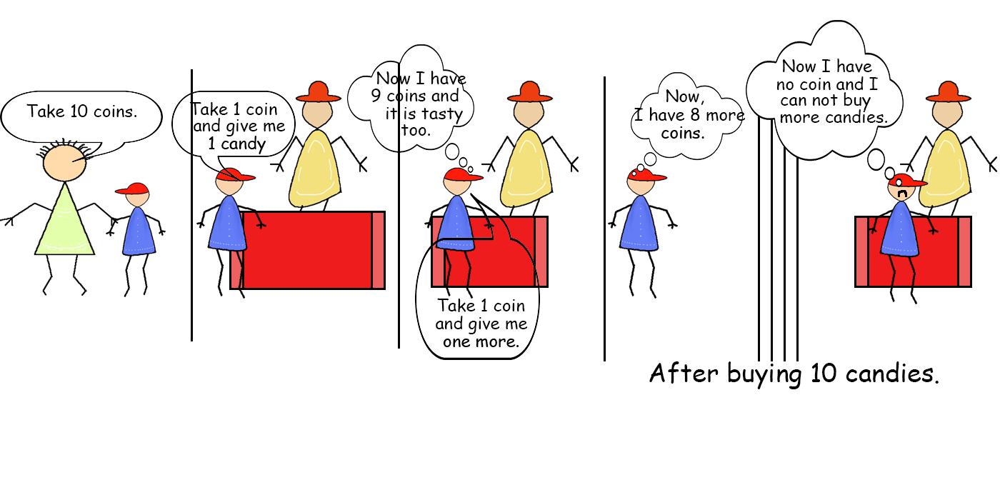 Take 10 coins.
Take 1 coin
and give me
1 candy
Now I have
9 coins and
it is tasty
too.
Take 1 coin
and give me
one more.
Now,
I have 8 more
coins.
Now I have
no coin and I
can not buy
more candies.
After buying 10 candies.